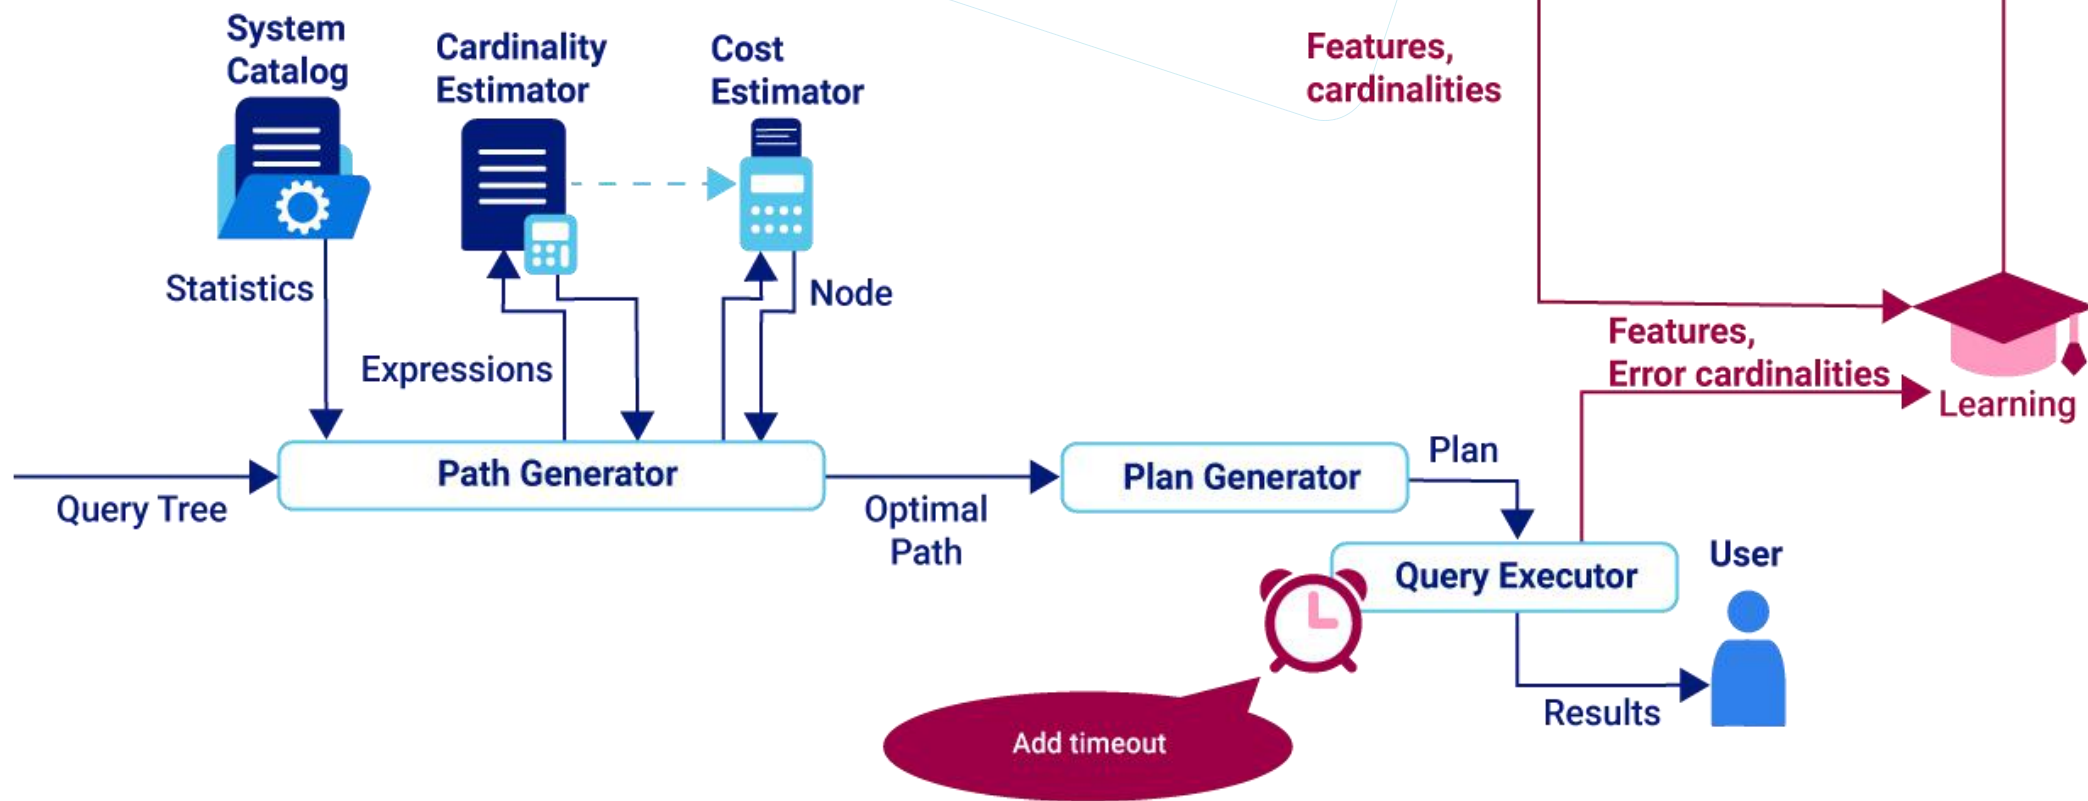 System
Catalog
Cardinality
Estimator
Cost
Estimator
Features,
cardinalities
Statistics
Node
Expressions
Features,
Error cardinalities
Learning
Query Tree
Path Generator
Optimal
Path
Plan Generator
Plan
Query Executor
User
Results
Add timeout